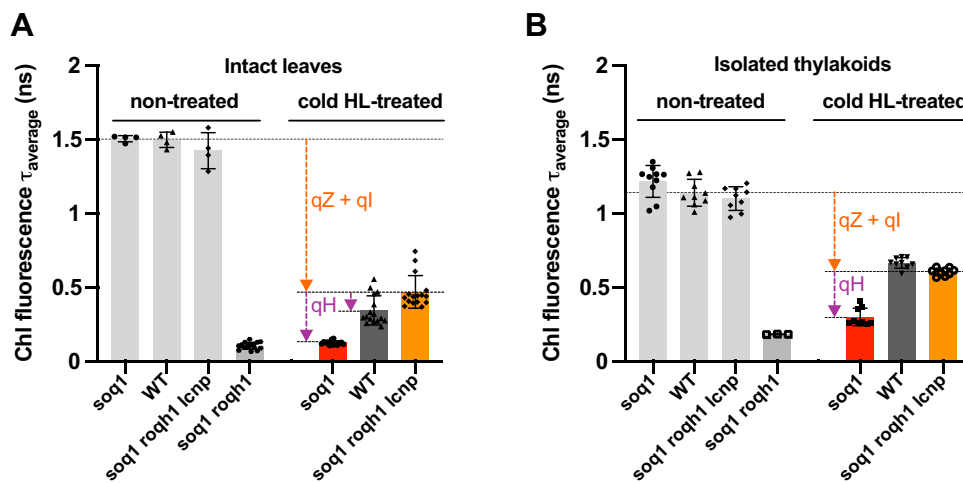 A
Intact leaves
non-treated
cold HL-treated
Chl fluorescence τaverage (ns)
2
1.5
1
0.5
0
qZ + qI
qH
soq1
WT
soq1 roqh1 lcnp
soq1 roqh1
soq1
WT
soq1 roqh1 lcnp
B
Isolated thylakoids
non-treated
cold HL-treated
Chl fluorescence τaverage (ns)
2
1.5
1
0.5
0
qZ + qI
qH
soq1
WT
soq1 roqh1 lcnp
soq1 roqh1
soq1
WT
soq1 roqh1 lcnp